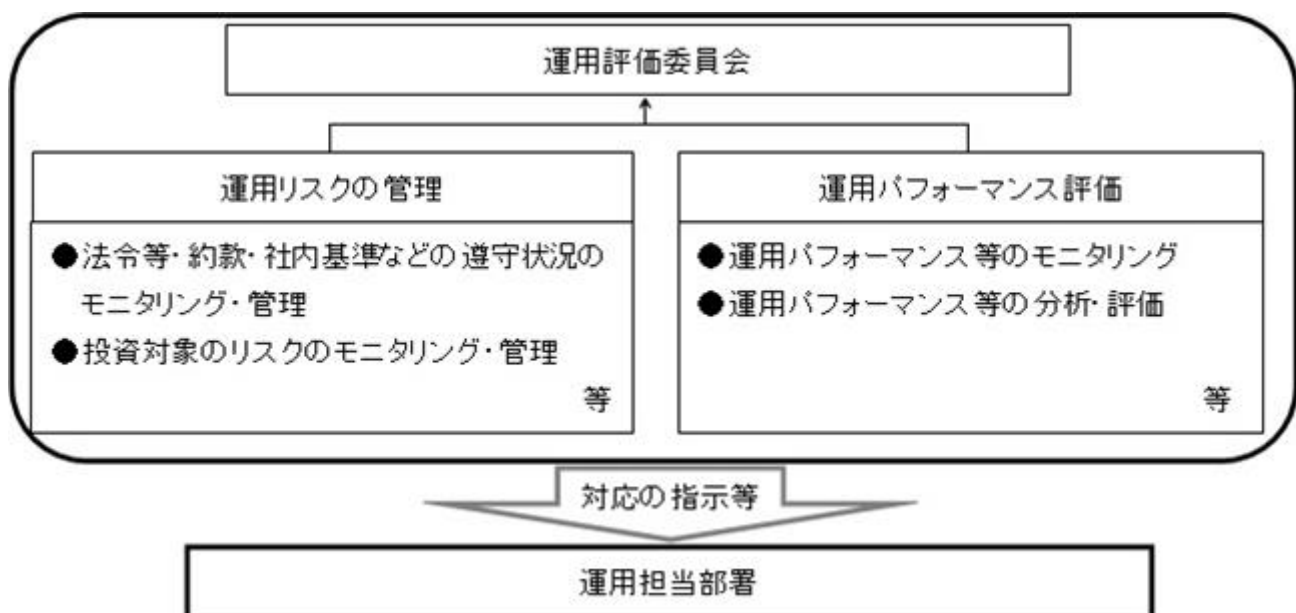 運用評価委員会
運用リスクの管理
●法令等・約款・社内基準などの遵守状況の
モニタリング・管理
●投資対象のリスクのモニタリング・管理
等
運用パフォーマンス評価
●運用パフォーマンス等のモニタリング
●運用パフォーマンス等の分析・評価
等
対応の指示等
運用担当部署